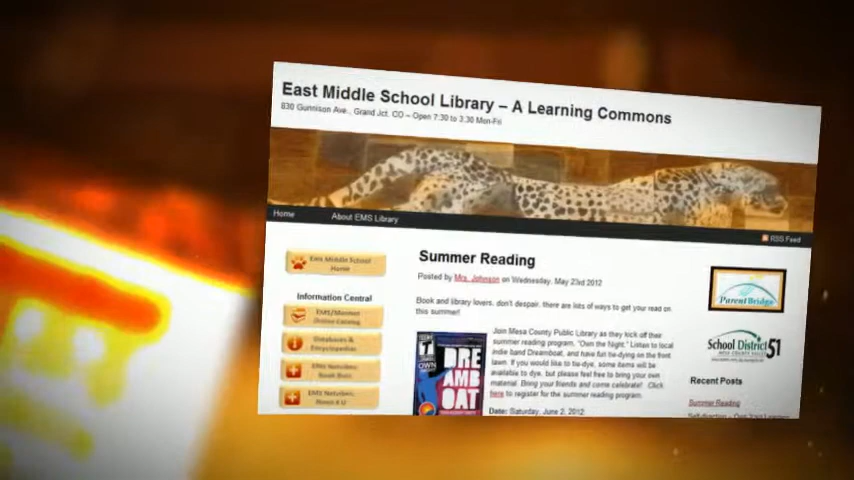 East Middle School Library – A Learning Commons
830 Gunnison Ave., Grand Jct. CO ~ Open 7:30 to 3:30 Mon-Fri
Home
About EMS Library
RSS Feed
East Middle School
Home
Information Central
Online Catalog
Databases &
Encyclopedias
Summer Reading
Posted by Mrs. Johnson on Wednesday, May 23rd 2012
Book and library lovers, don't despair, there are lots of ways to get your read on
this summer!
Join Mesa County Public Library as they kick off their
summer reading program, "Own the Night." Listen to local
indie band Dreamboat, and have fun tie-dying on the front
lawn. If you would like to tie-dye, some items will be
available to dye, but please feel free to bring your own
material. Bring your friends and come celebrate! Click
here to register for the summer reading program.
Date: Saturday, June 2, 2012
OWN
DRE
AMB
OAT
ParentBridge
School District 51
Recent Posts
Summer Reading